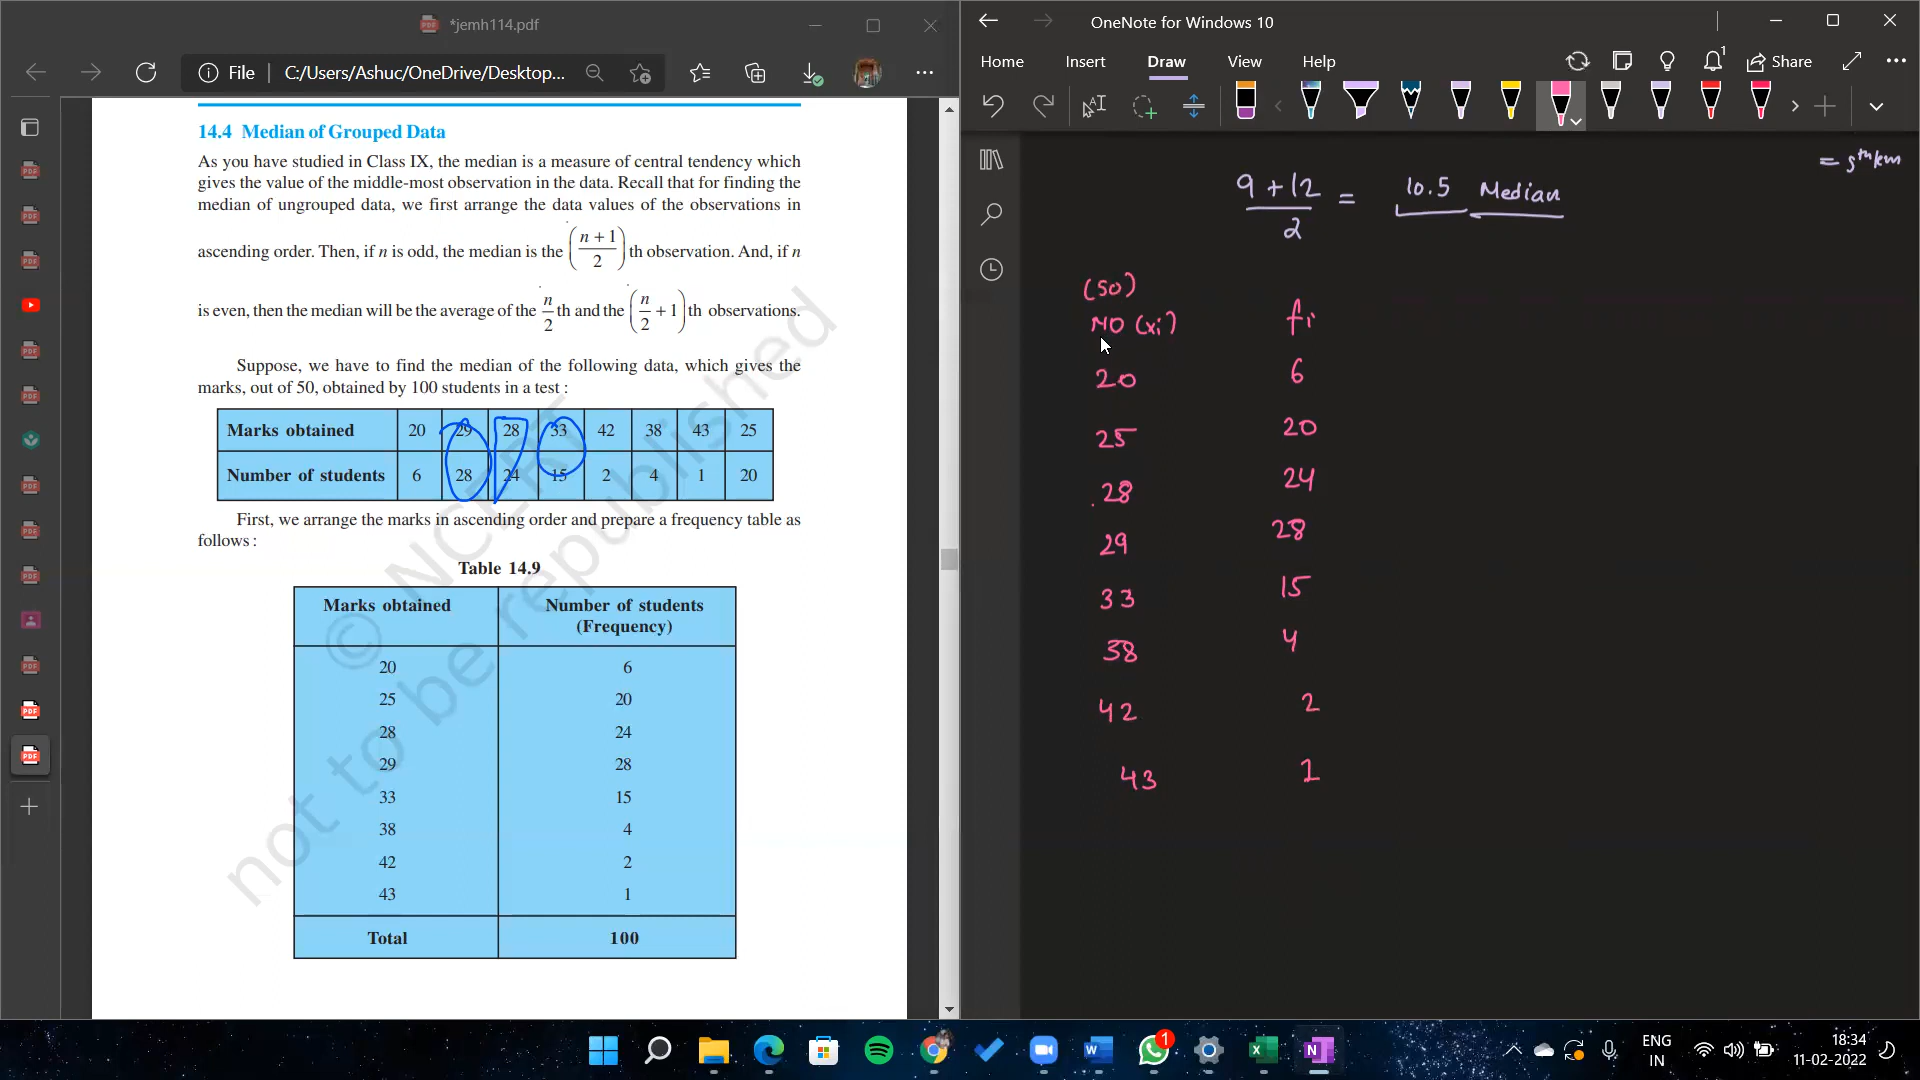 *jemh114.pdf
File | C:/Users/Ashuc/OneDrive/Desktop...
14.4 Median of Grouped Data
As you have studied in Class IX, the median is a measure of central tendency which
gives the value of the middle-most observation in the data. Recall that for finding the
median of ungrouped data, we first arrange the data values of the observations in
ascending order. Then, if n is odd, the median is the ((n + 1)/2) th observation. And, if n
is even, then the median will be the average of the n/2 th and the (n/2 + 1) th observations.
Suppose, we have to find the median of the following data, which gives the
marks, out of 50, obtained by 100 students in a test :
Marks obtained 20 29 28 33 42 38 43 25
Number of students 6 28 24 15 2 4 1 20
First, we arrange the marks in ascending order and prepare a frequency table as
follows :
Table 14.9
Marks obtained Number of students
(Frequency)
20 6
25 20
28 24
29 28
33 15
38 4
42 2
43 1
Total 100
© NCERT
not to be republished
OneNote for Windows 10
Home Insert Draw View Help
Share
= 5th km
(9 + 12)/2 = 10.5 Median
(50)
MO (xi) fi
20 6
25 20
28 24
29 28
33 15
38 4
42 2
43 1
1
ENG
IN
18:34
11-02-2022